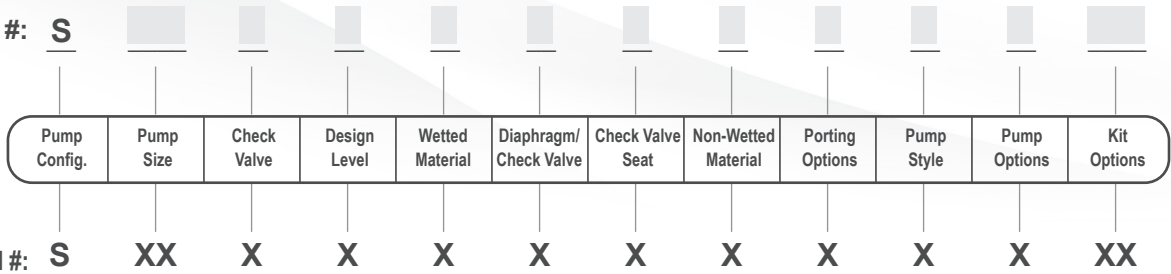 #: S
Pump Config. Pump Size Check Valve Design Level Wetted Material Diaphragm/ Check Valve Check Valve Seat Non-Wetted Material Porting Options Pump Style Pump Options Kit Options
#: S XX X X X X X X X X X XX